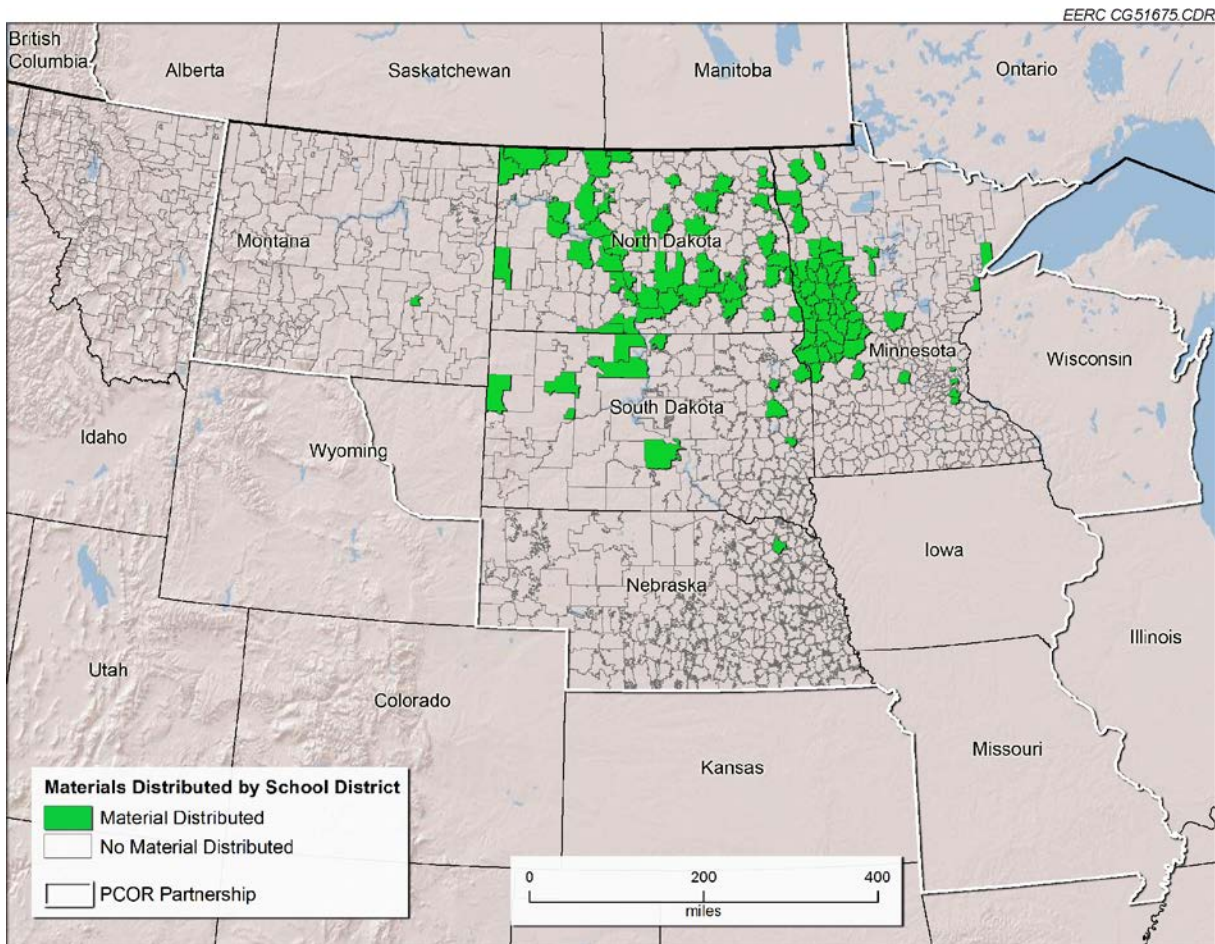 EERC CG51675.CDR
British
Columbia
Alberta
Saskatchewan
Manitoba
Ontario
Montana
North Dakota
Minnesota
Wisconsin
South Dakota
Idaho
Wyoming
Iowa
Nebraska
Illinois
Utah
Colorado
Missouri
Kansas
Materials Distributed by School District
Material Distributed
No Material Distributed
PCOR Partnership
0 200 400
miles